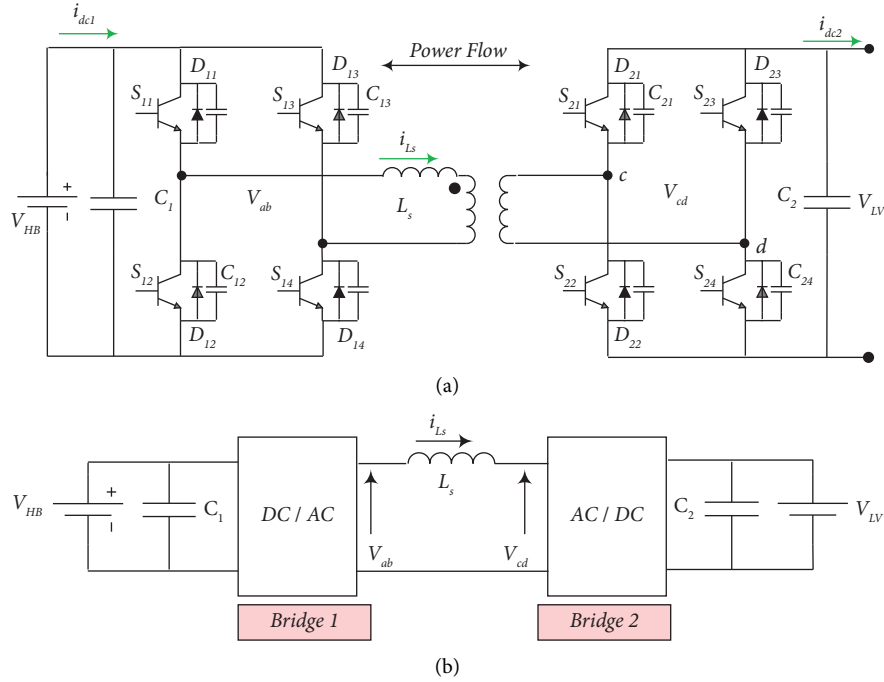 i_dc1
i_dc2
D_11
D_13
Power Flow
D_21
D_23
S_11
S_13
C_13
S_21
C_21
S_23
i_Ls
+
V_HB
C_1
V_ab
L_s
c
V_cd
C_2
V_LV
d
S_12
C_12
S_14
S_22
S_24
C_24
D_12
D_14
D_22
(a)
i_Ls
V_HB
+
C_1
DC / AC
L_s
AC / DC
C_2
V_LV
V_ab
V_cd
Bridge 1
Bridge 2
(b)